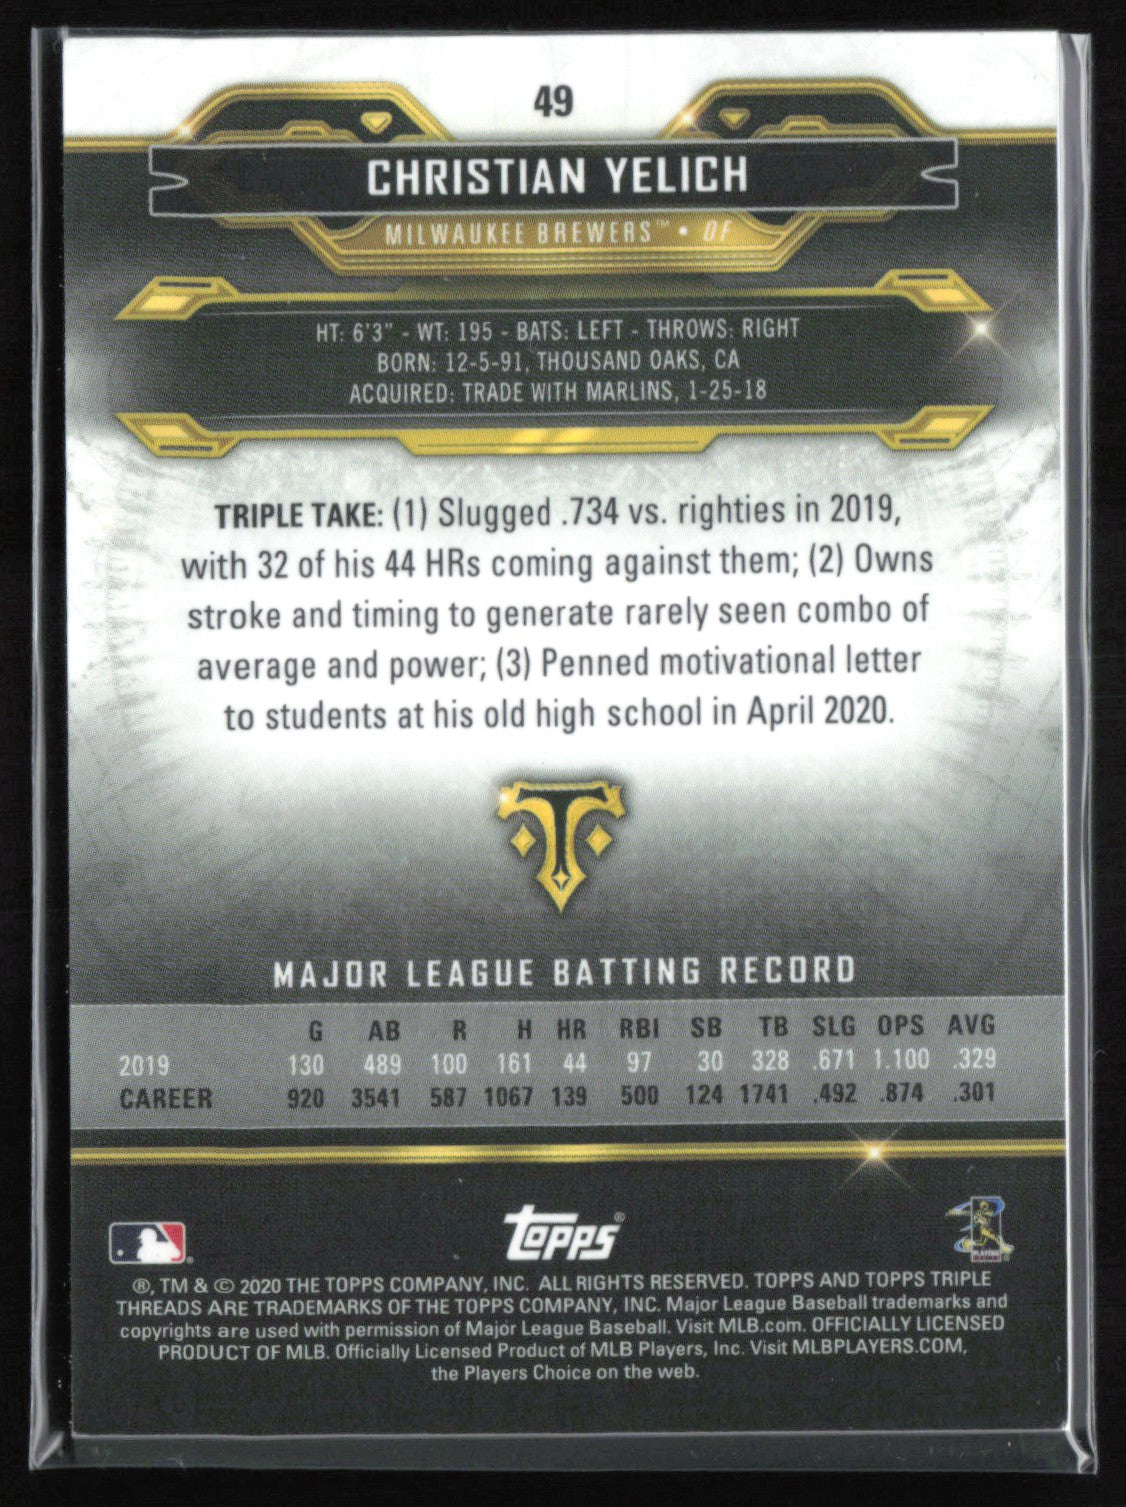 49
CHRISTIAN YELICH
MILWAUKEE BREWERS™ • OF
HT: 6'3" - WT: 195 - BATS: LEFT - THROWS: RIGHT
BORN: 12-5-91, THOUSAND OAKS, CA
ACQUIRED: TRADE WITH MARLINS, 1-25-18
TRIPLE TAKE: (1) Slugged .734 vs. righties in 2019,
with 32 of his 44 HRs coming against them; (2) Owns
stroke and timing to generate rarely seen combo of
average and power; (3) Penned motivational letter
to students at his old high school in April 2020.
MAJOR LEAGUE BATTING RECORD
G AB R H HR RBI SB TB SLG OPS AVG
2019 130 489 100 161 44 97 30 328 .671 1.100 .329
CAREER 920 3541 587 1067 139 500 124 1741 .492 .874 .301
topps®
®, TM & © 2020 THE TOPPS COMPANY, INC. ALL RIGHTS RESERVED. TOPPS AND TOPPS TRIPLE
THREADS ARE TRADEMARKS OF THE TOPPS COMPANY, INC. Major League Baseball trademarks and
copyrights are used with permission of Major League Baseball. Visit MLB.com. OFFICIALLY LICENSED
PRODUCT OF MLB. Officially Licensed Product of MLB Players, Inc. Visit MLBPLAYERS.COM,
the Players Choice on the web.